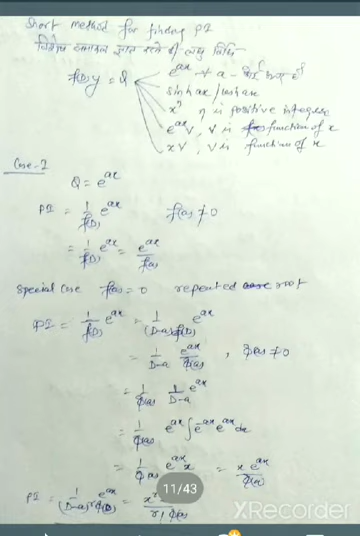 Short method for finding PI
विशेष समाकल ज्ञात करने की लघु विधि
f(D)y = Q
e^{ax}, a -
sinh ax / cosh ax
x^n  n is positive integer
e^{ax}V, V is function of x
xV, V is function of x
Case-I
Q = e^{ax}
PI = 1/f(D) e^{ax}   f(a) ≠ 0
= 1/f(D) e^{ax} = e^{ax}/f(a)
Special Case f(a) = 0 repeated root
PI = 1/f(D) e^{ax} = 1/((D-a)ϕ(D)) e^{ax}
= 1/(D-a) e^{ax}/ϕ(a), ϕ(a) ≠ 0
= 1/ϕ(a) 1/(D-a) e^{ax}
= 1/ϕ(a) e^{ax} ∫ e^{-ax} e^{ax} dx
= 1/ϕ(a) e^{ax} x = x e^{ax}/ϕ(a)
PI = 1/((D-a)^r ϕ(D)) e^{ax} = x^r / r! ϕ(a)
11/43
XRecorder